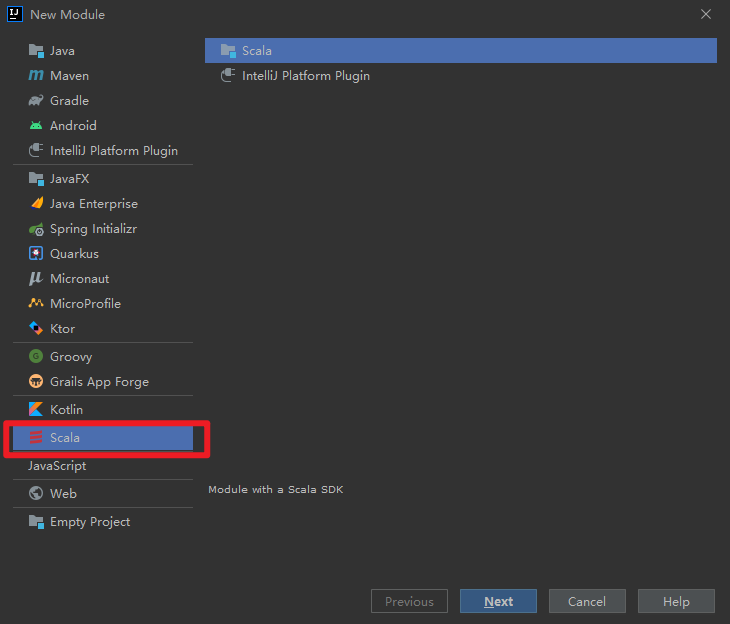 IJ
New Module
Java
Maven
Gradle
Android
IntelliJ Platform Plugin
JavaFX
Java Enterprise
Spring Initializr
Quarkus
Micronaut
MicroProfile
Ktor
Groovy
Grails App Forge
Kotlin
Scala
JavaScript
Web
Empty Project
Scala
IntelliJ Platform Plugin
Module with a Scala SDK
Previous
Next
Cancel
Help